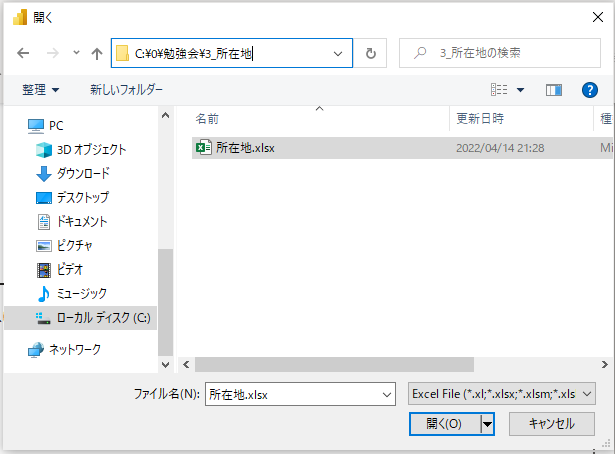 開く
C:¥0¥勉強会¥3_所在地
3_所在地の検索
整理
新しいフォルダー
名前
更新日時
種
PC
3D オブジェクト
ダウンロード
デスクトップ
ドキュメント
ピクチャ
ビデオ
ミュージック
ローカル ディスク (C:)
ネットワーク
所在地.xlsx
2022/04/14 21:28
Mi
ファイル名(N):
所在地.xlsx
Excel File (*.xl;*.xlsx;*.xlsm;*.xls
開く(O)
キャンセル